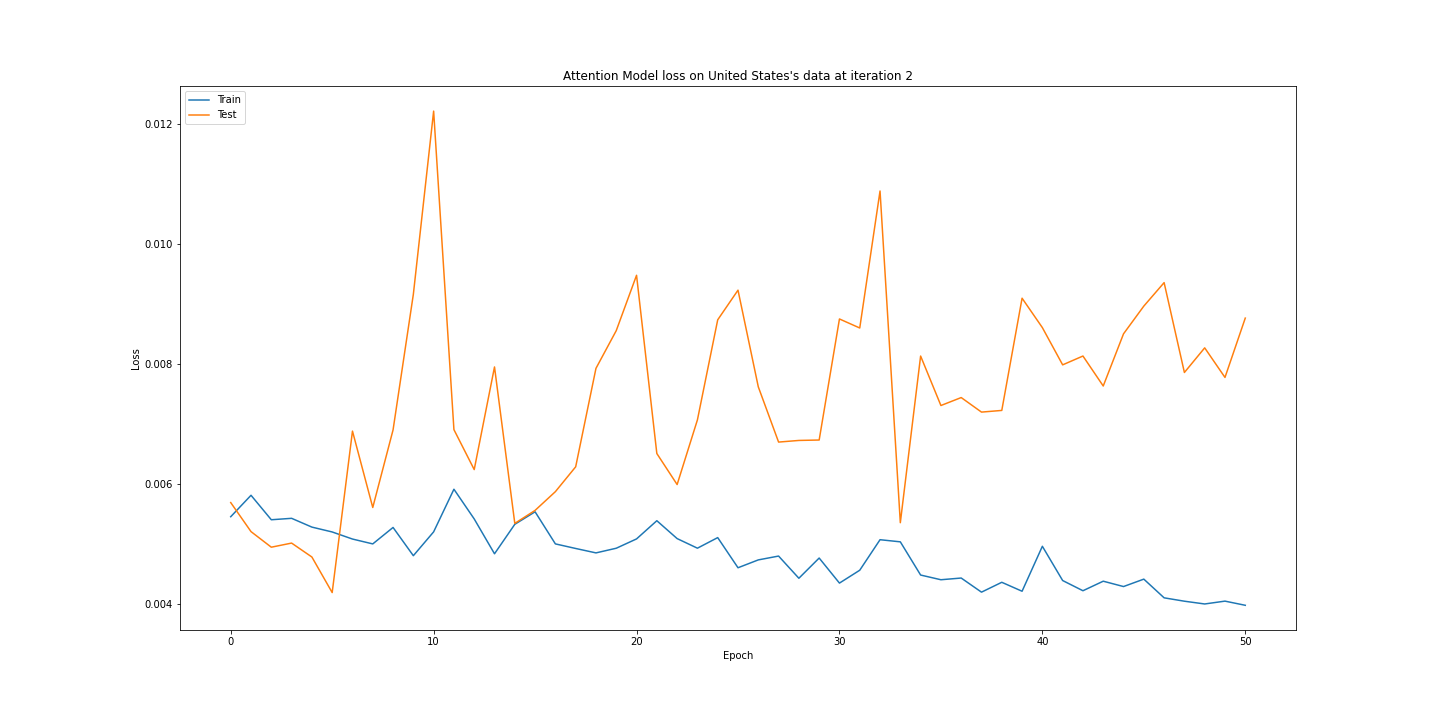 Attention Model loss on United States's data at iteration 2
Train
Test
0.012
0.010
0.008
0.006
0.004
Loss
0
10
20
30
40
50
Epoch